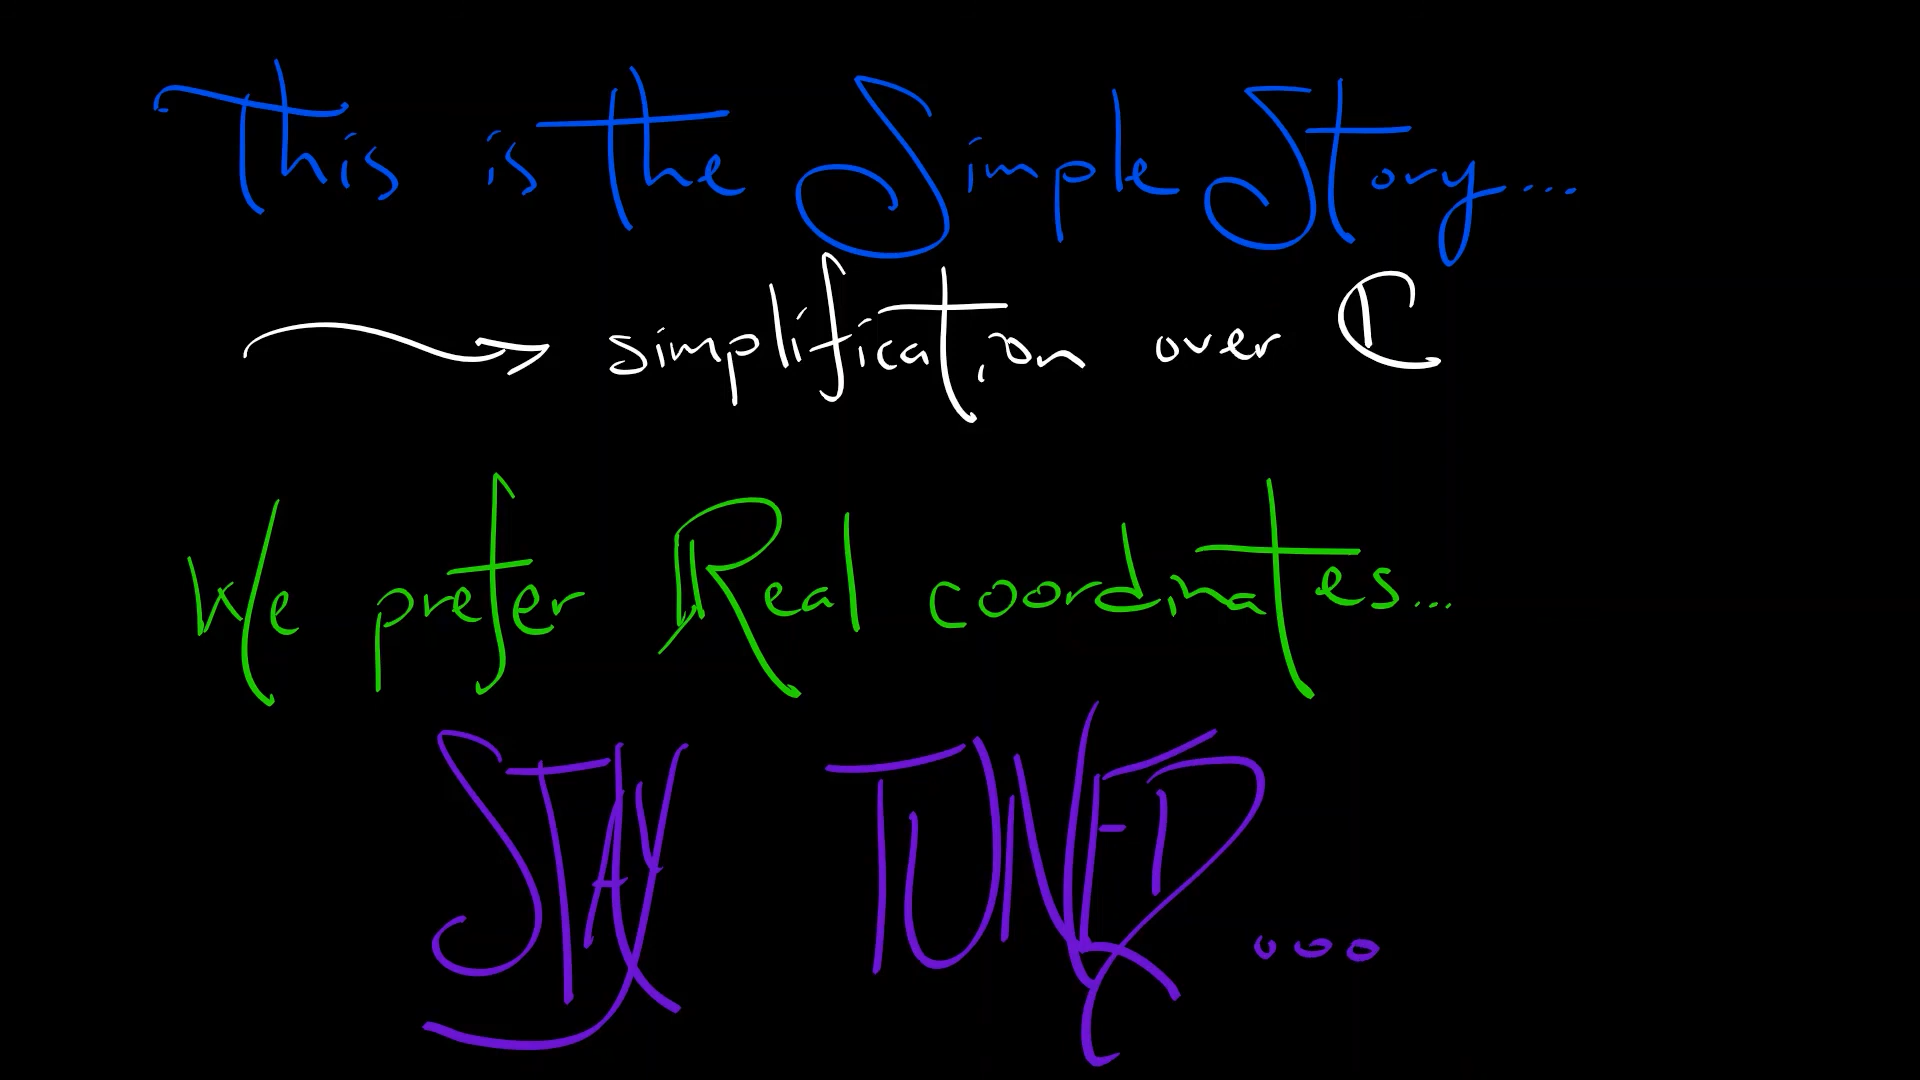 This is the Simple Story...
simplification over ℂ
We prefer Real coordinates...
STAY TUNED...